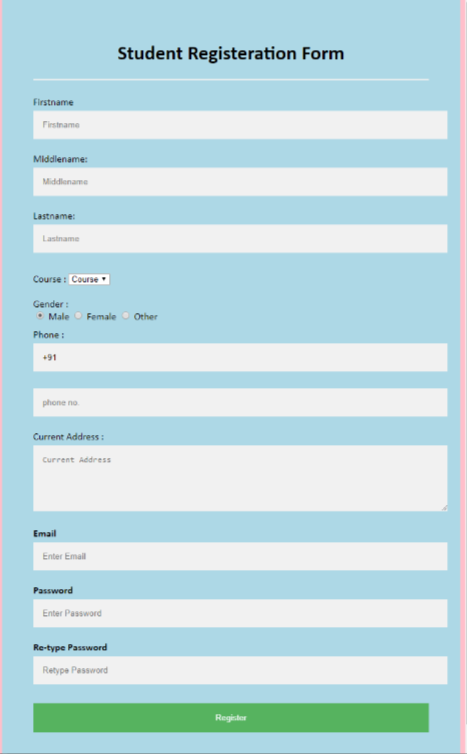 Student Registeration Form
Firstname
Firstname
Middlename:
Middlename
Lastname:
Lastname
Course : Course
Gender :
Male Female Other
Phone :
+91
phone no.
Current Address :
Current Address
Email
Enter Email
Password
Enter Password
Re-type Password
Retype Password
Register